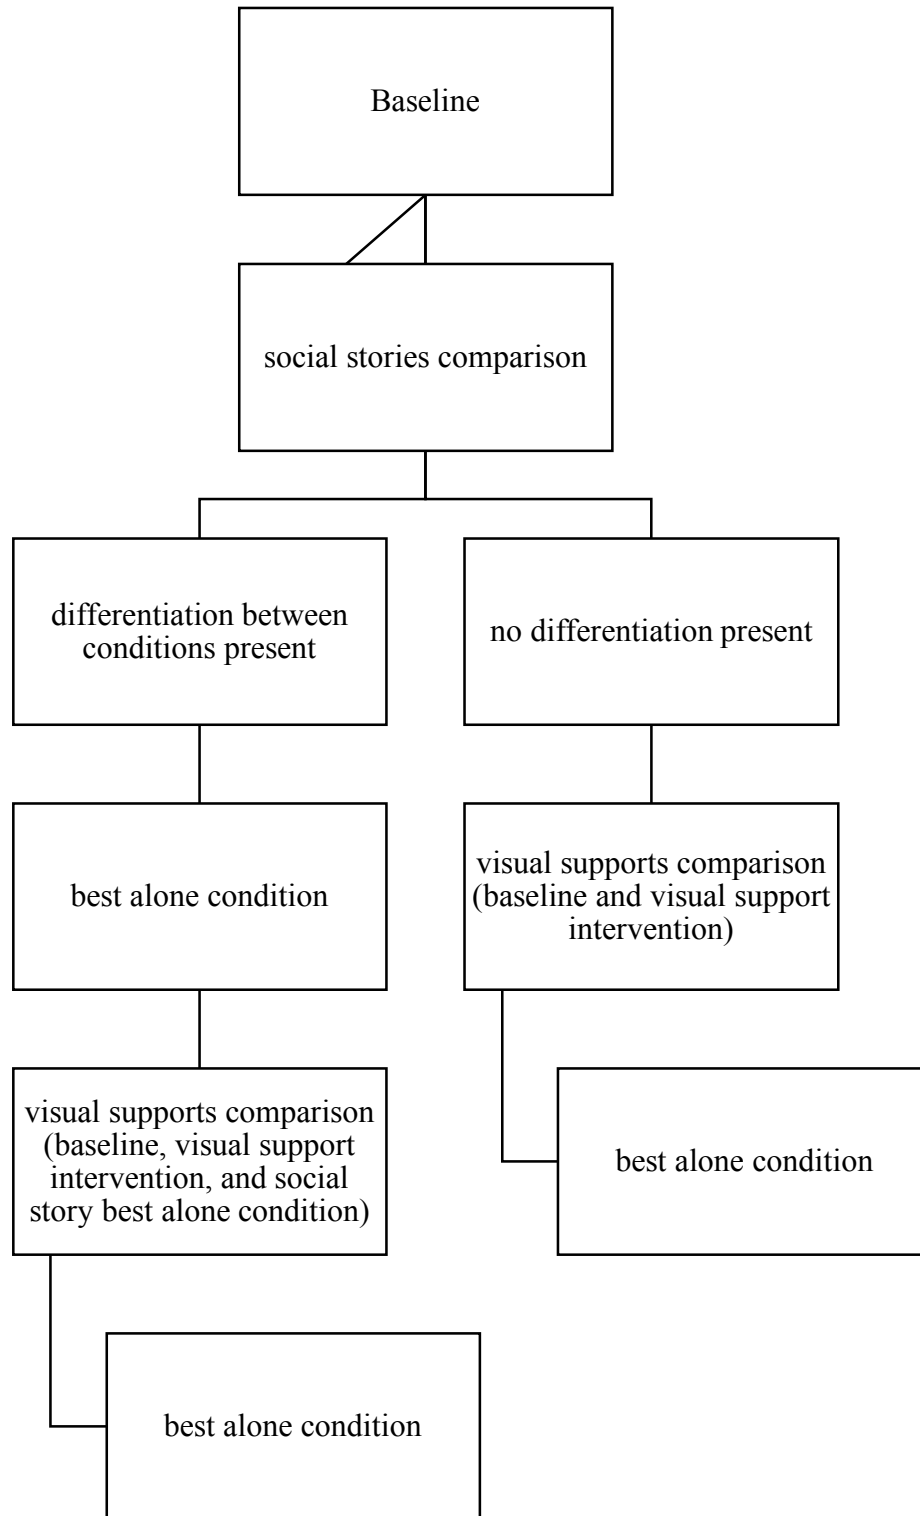 Baseline
social stories comparison
differentiation between
conditions present
no differentiation present
best alone condition
visual supports comparison
(baseline and visual support
intervention)
visual supports comparison
(baseline, visual support
intervention, and social
story best alone condition)
best alone condition
best alone condition